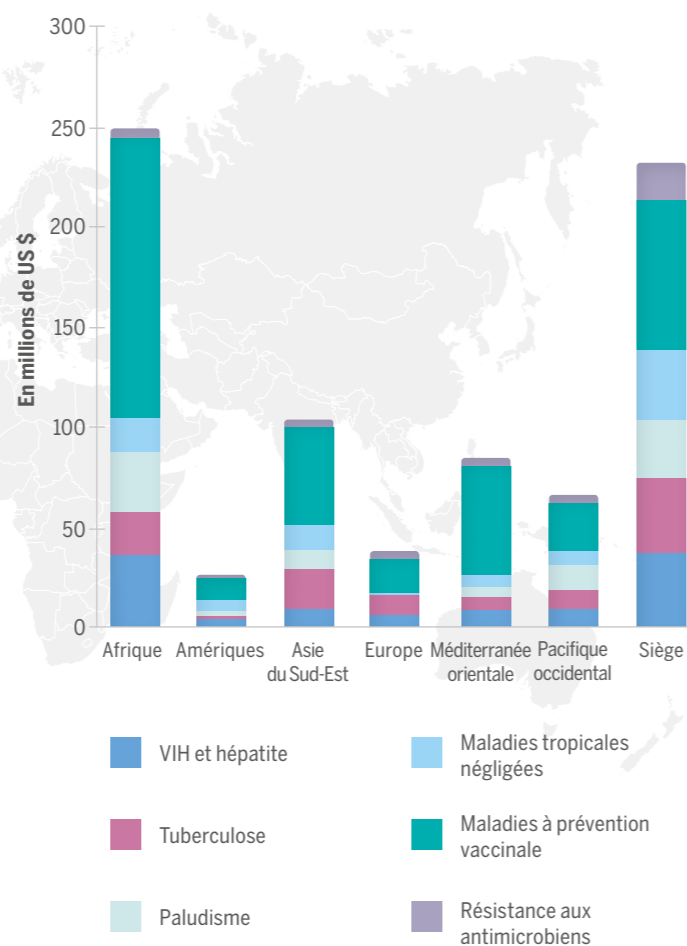 300
250
200
150
100
50
0
En millions de US $
Afrique
Amériques
Asie
du Sud-Est
Europe
Méditerranée
orientale
Pacifique
occidental
Siège
VIH et hépatite
Tuberculose
Paludisme
Maladies tropicales
négligées
Maladies à prévention
vaccinale
Résistance aux
antimicrobiens